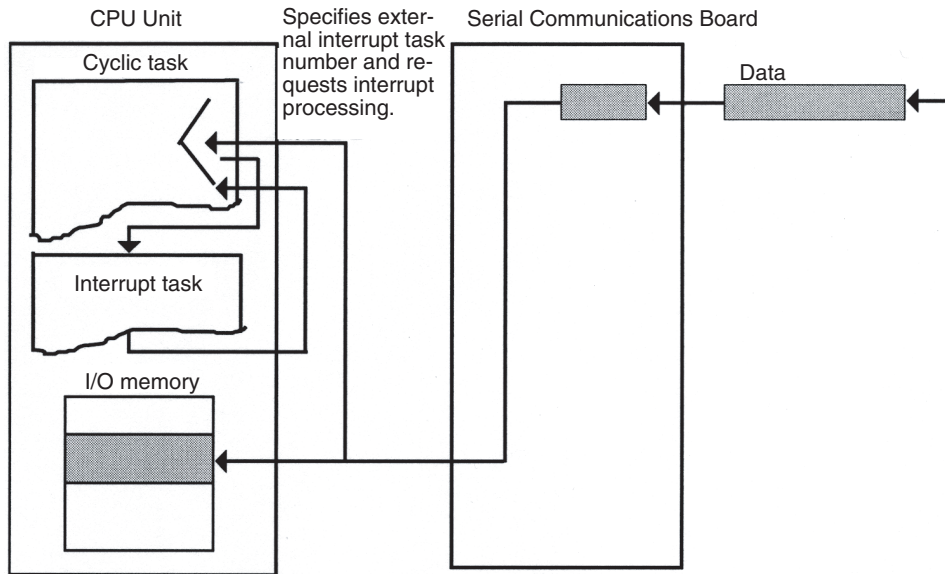 CPU Unit
Specifies exter-
nal interrupt task
number and re-
quests interrupt
processing.
Serial Communications Board
Cyclic task
Data
Interrupt task
I/O memory